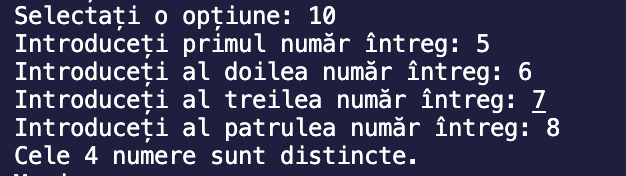 Selectați o opțiune: 10
Introduceți primul număr întreg: 5
Introduceți al doilea număr întreg: 6
Introduceți al treilea număr întreg: 7
Introduceți al patrulea număr întreg: 8
Cele 4 numere sunt distincte.